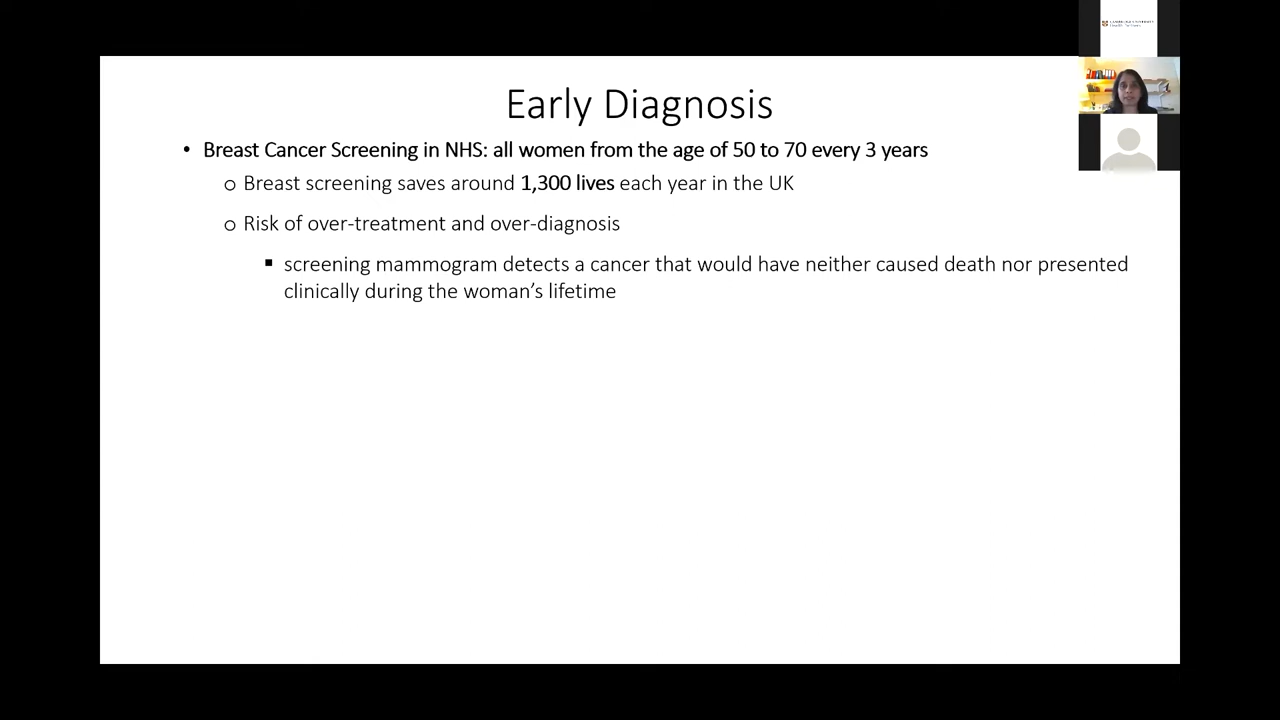 Early Diagnosis
• Breast Cancer Screening in NHS: all women from the age of 50 to 70 every 3 years
o Breast screening saves around 1,300 lives each year in the UK
o Risk of over-treatment and over-diagnosis
▪ screening mammogram detects a cancer that would have neither caused death nor presented
clinically during the woman’s lifetime